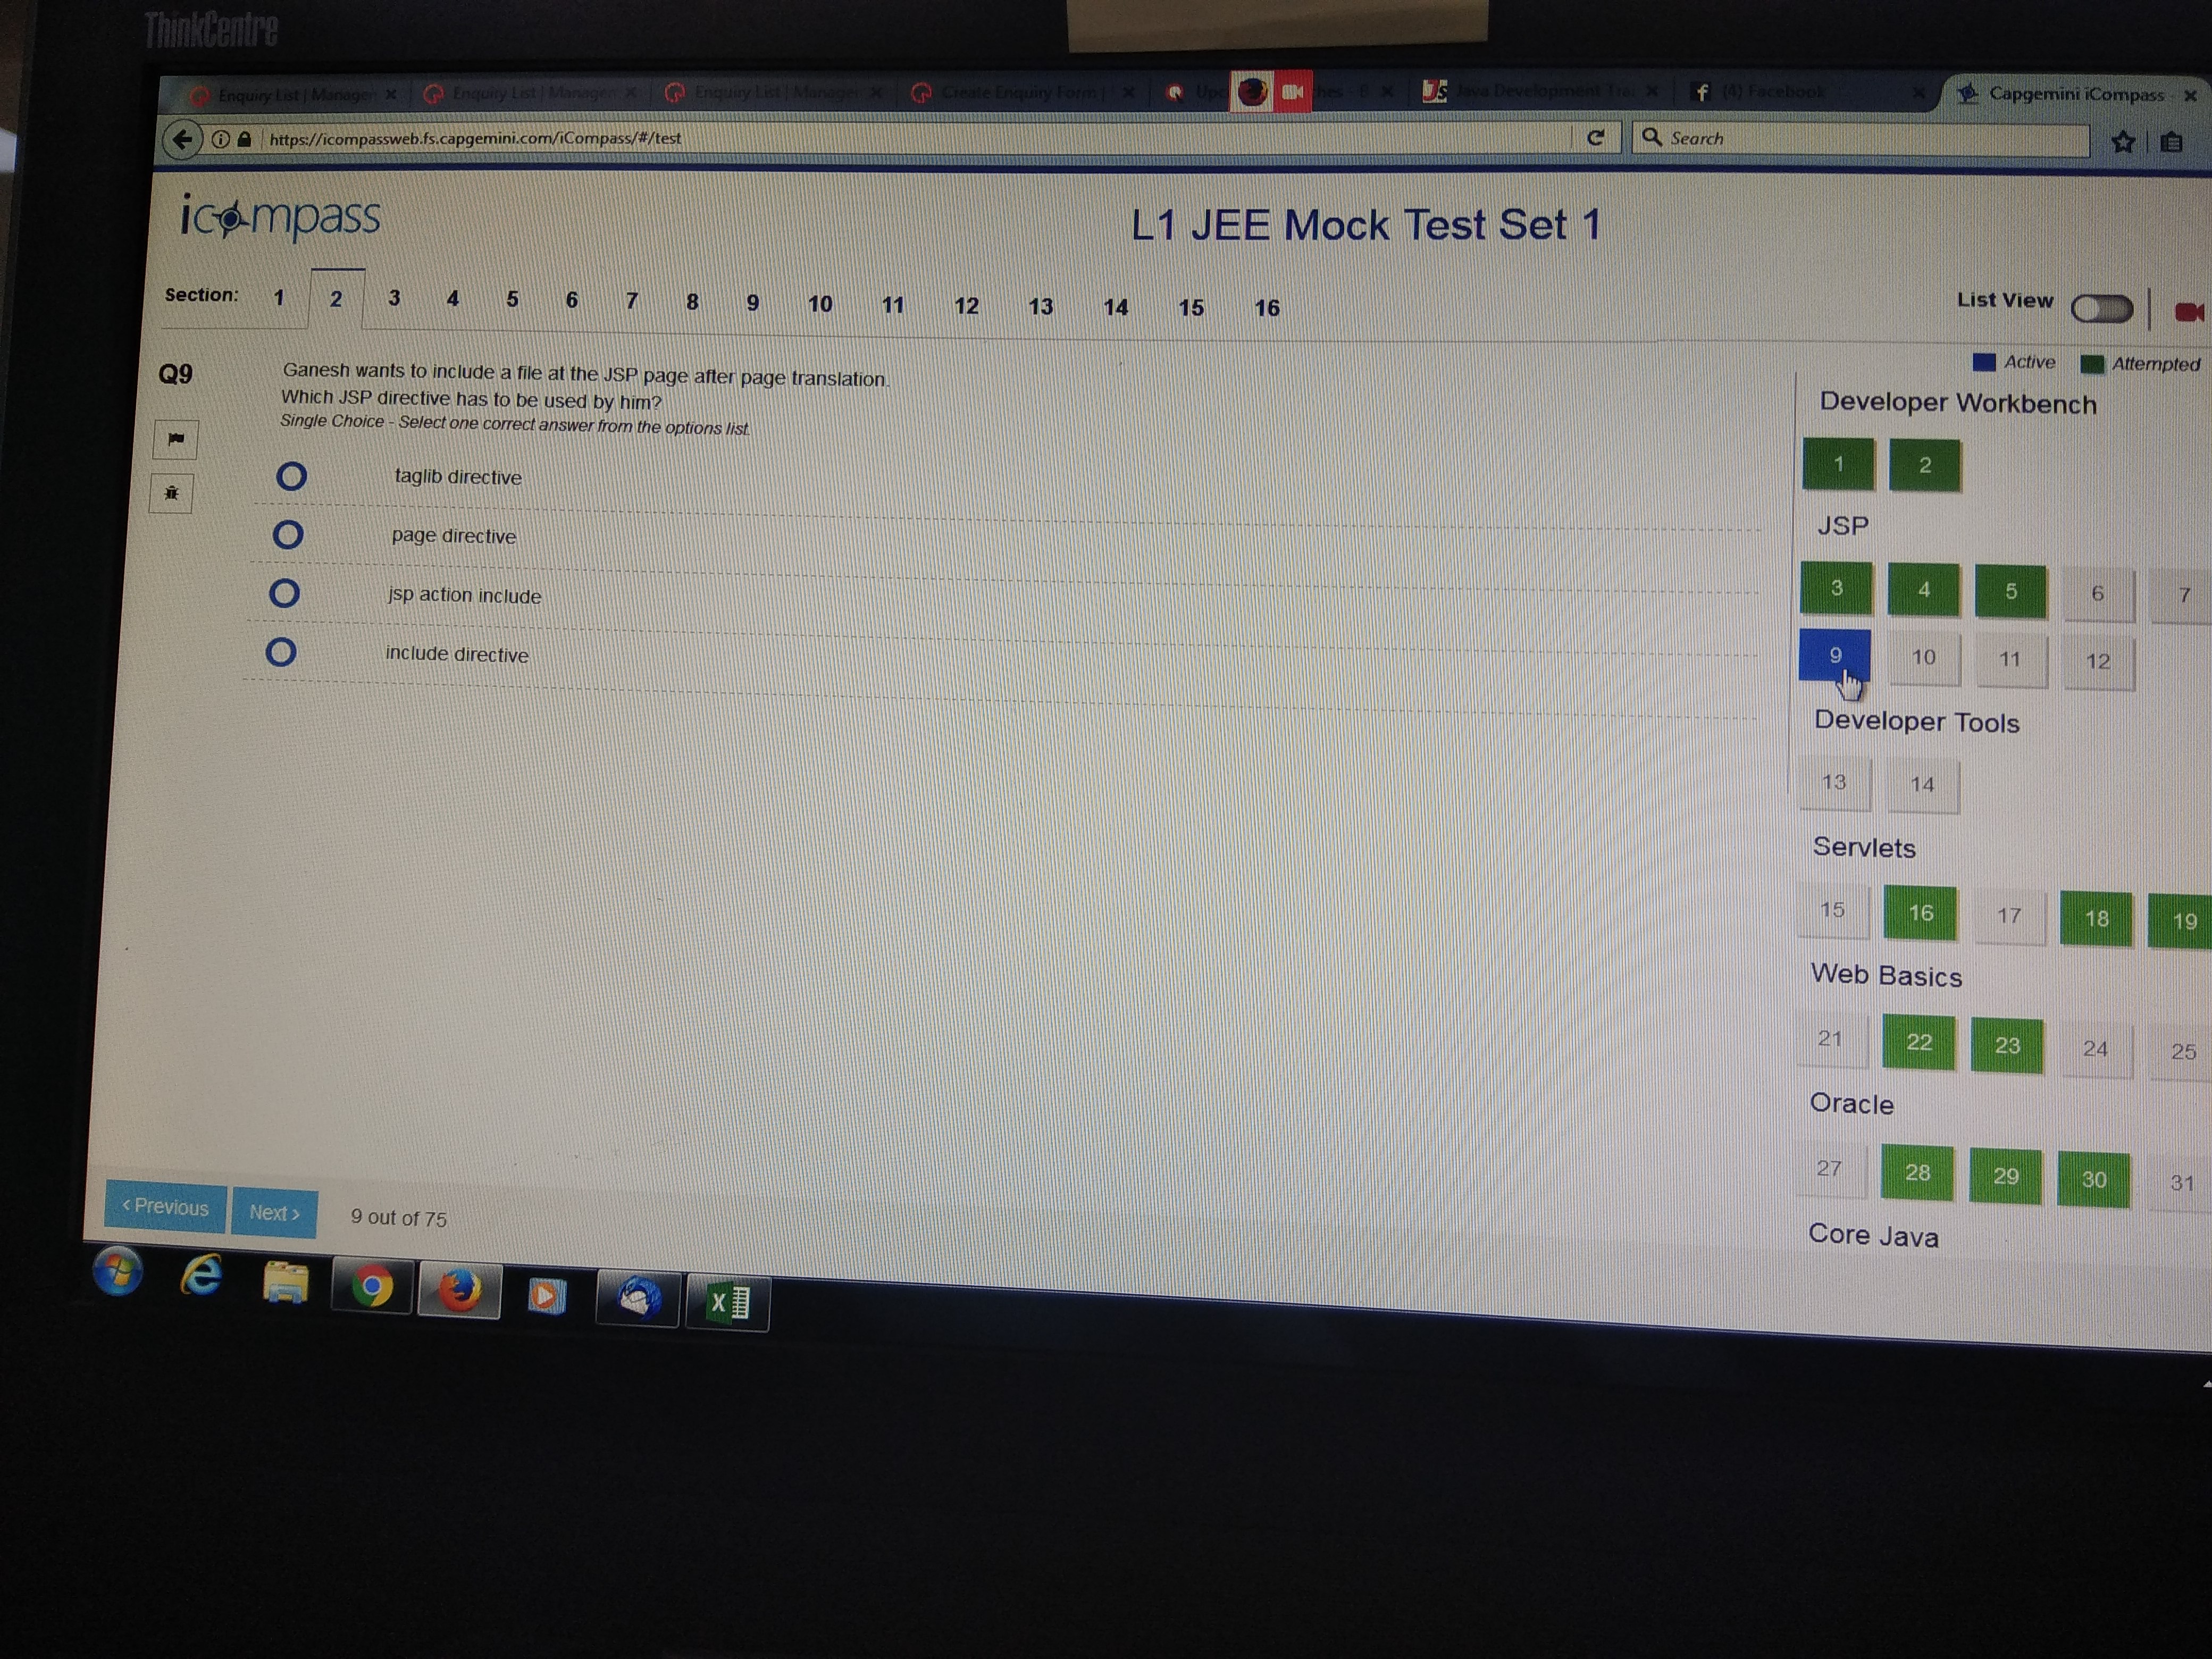 ThinkCentre
Enquiry List | Manager
Enquiry List | Manager
Enquiry List | Manager
Create Enquiry Form |
Java Development Trai
(4) Facebook
Capgemini iCompass
https://icompassweb.fs.capgemini.com/iCompass/#/test
Search
icompass
L1 JEE Mock Test Set 1
Section: 1 2 3 4 5 6 7 8 9 10 11 12 13 14 15 16
List View
Active Attempted
Q9
Ganesh wants to include a file at the JSP page after page translation.
Which JSP directive has to be used by him?
Single Choice - Select one correct answer from the options list.
taglib directive
page directive
jsp action include
include directive
Developer Workbench
1 2
JSP
3 4 5 6 7
9 10 11 12
Developer Tools
13 14
Servlets
15 16 17 18 19
Web Basics
21 22 23 24 25
Oracle
27 28 29 30 31
Core Java
< Previous Next > 9 out of 75